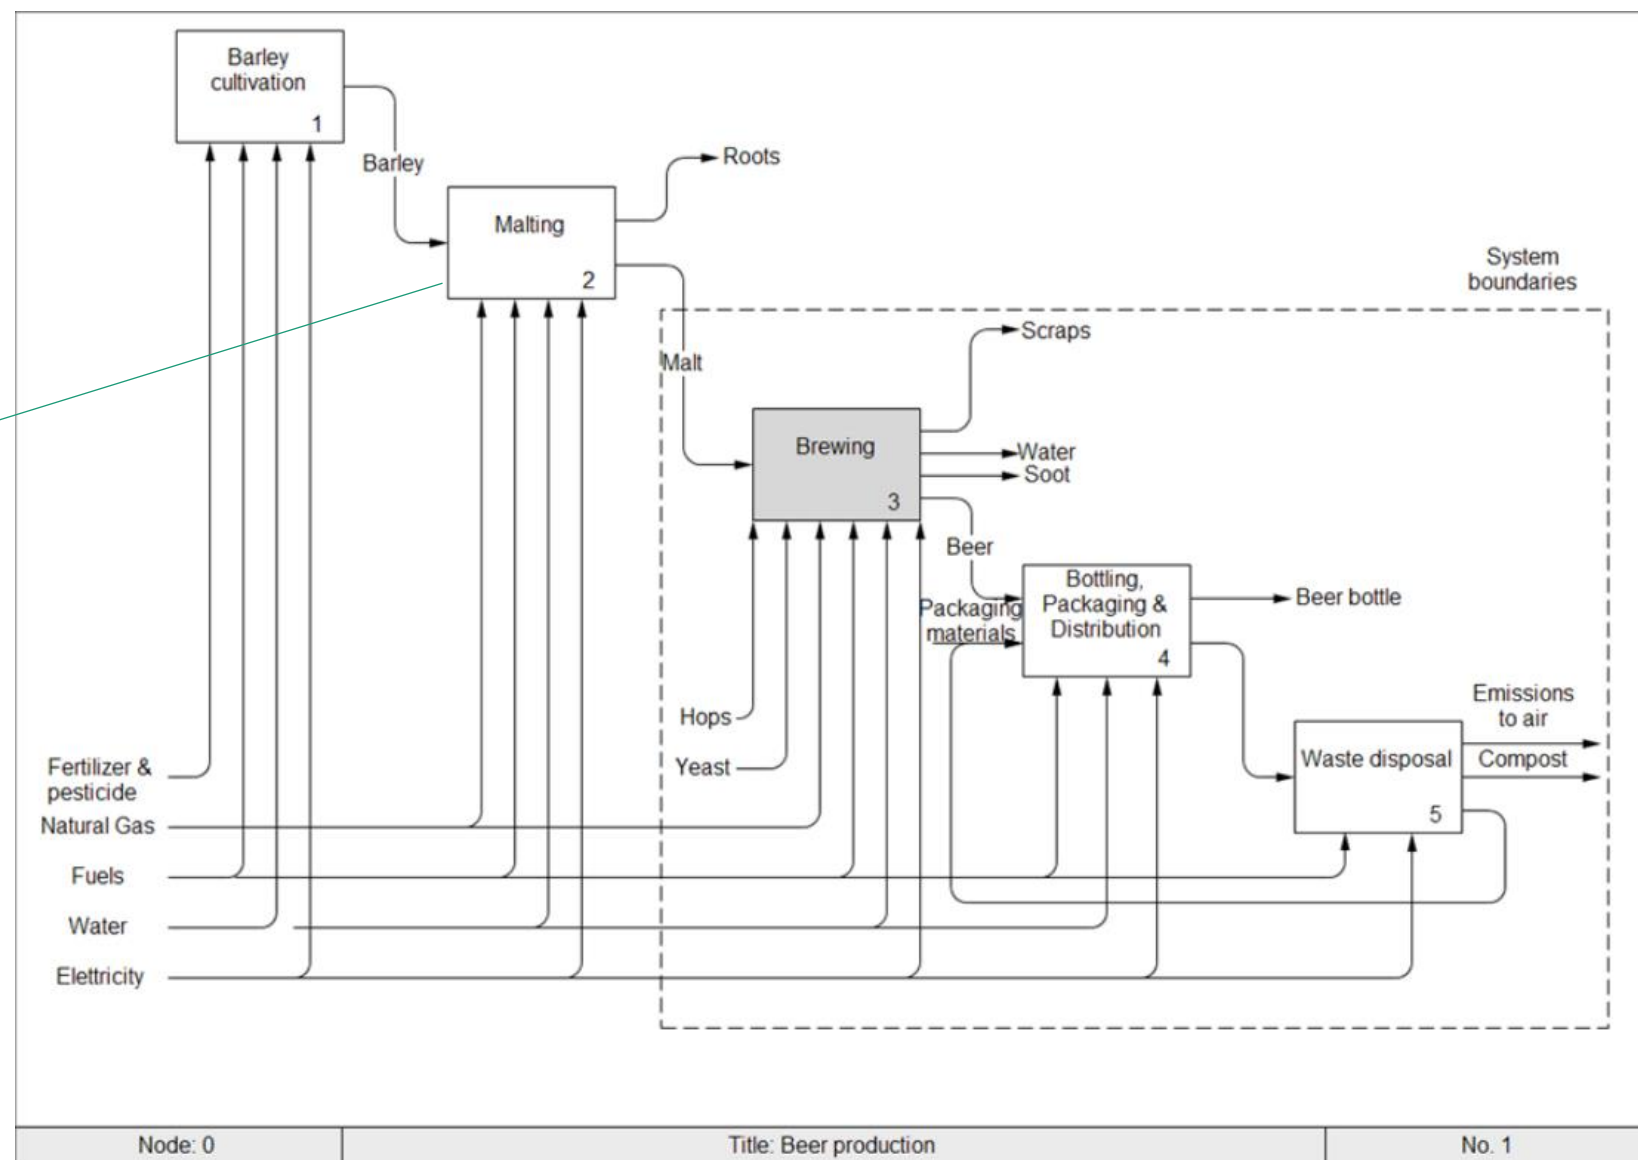 Barley
cultivation
1
Barley
Roots
Malting
2
System
boundaries
Malt
Scraps
Brewing
3
Water
Soot
Beer
Bottling,
Packaging &
Distribution
4
Packaging
materials
Beer bottle
Hops
Yeast
Emissions
to air
Compost
Waste disposal
5
Fertilizer &
pesticide
Natural Gas
Fuels
Water
Elettricity
Node: 0
Title: Beer production
No. 1